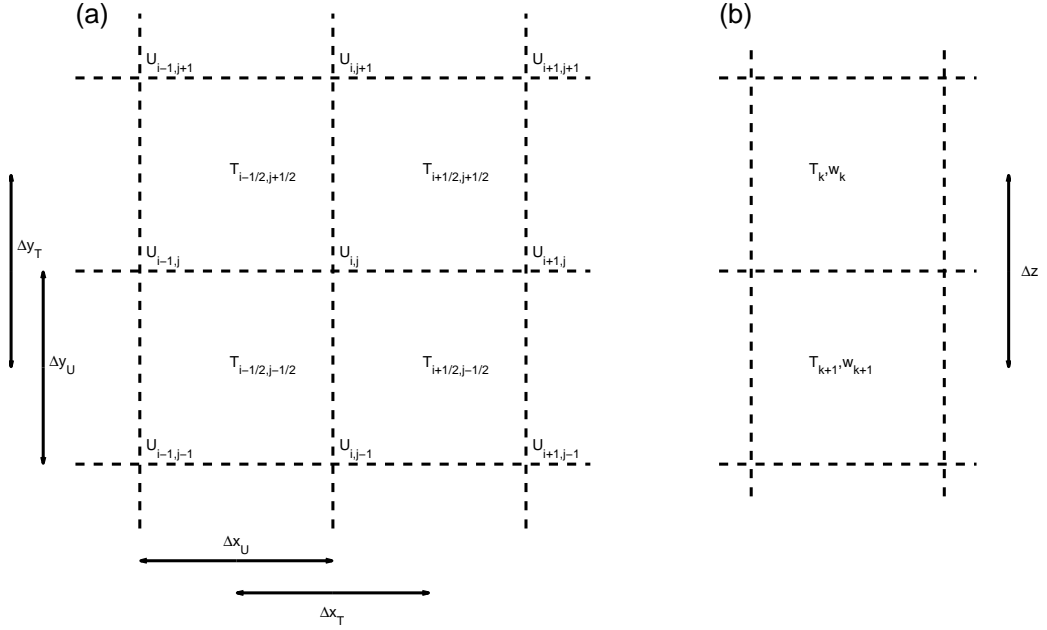 (a) (b)
U_{i−1,j+1} U_{i,j+1} U_{i+1,j+1}
T_{i−1/2,j+1/2} T_{i+1/2,j+1/2} T_k,w_k
Δy_T U_{i−1,j} U_{i,j} U_{i+1,j} Δz
Δy_U T_{i−1/2,j−1/2} T_{i+1/2,j−1/2} T_{k+1},w_{k+1}
U_{i−1,j−1} U_{i,j−1} U_{i+1,j−1}
Δx_U
Δx_T